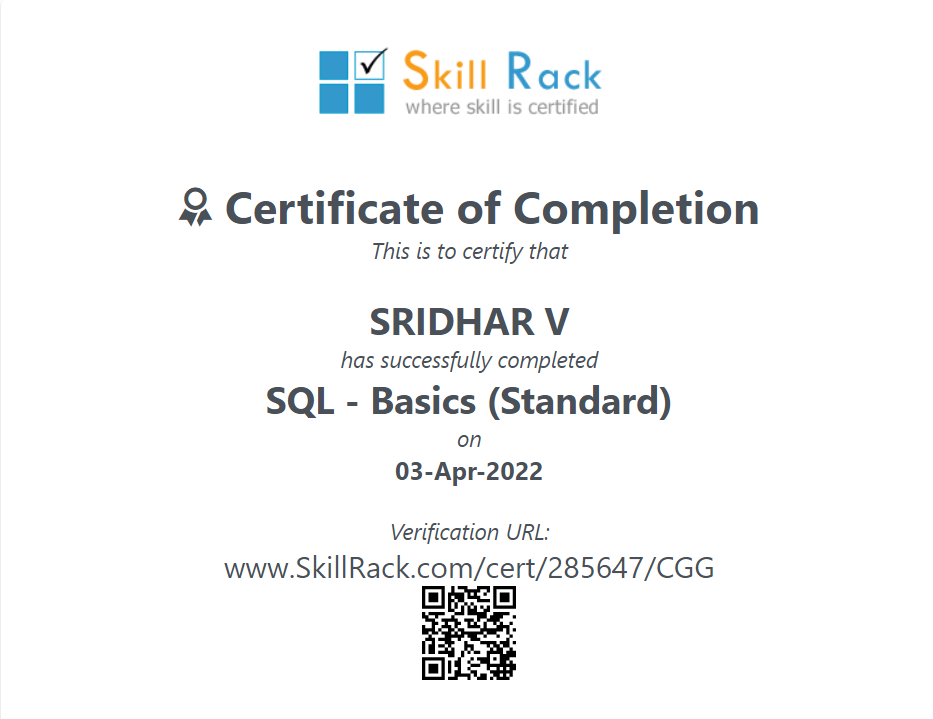 Skill Rack
where skill is certified
Certificate of Completion
This is to certify that
SRIDHAR V
has successfully completed
SQL - Basics (Standard)
on
03-Apr-2022
Verification URL:
www.SkillRack.com/cert/285647/CGG